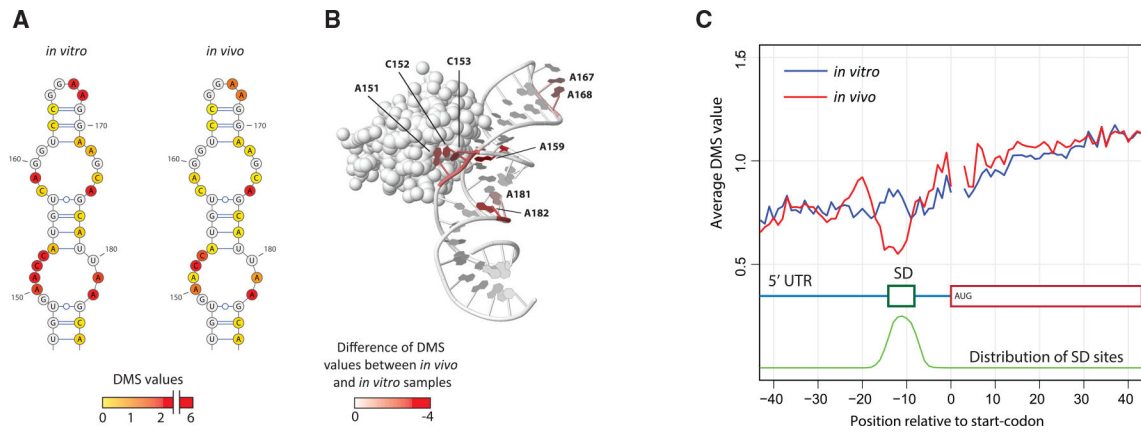 A
in vitro
in vivo
170
160
180
150
170
160
180
150
DMS values
0 1 2 6
B
C152
C153
A151
A167
A168
A159
A181
A182
Difference of DMS
values between in vivo
and in vitro samples
0 -4
C
Average DMS value
1.5
1.0
0.5
in vitro
in vivo
5' UTR
SD
AUG
Distribution of SD sites
−40 −30 −20 −10 0 10 20 30 40
Position relative to start-codon